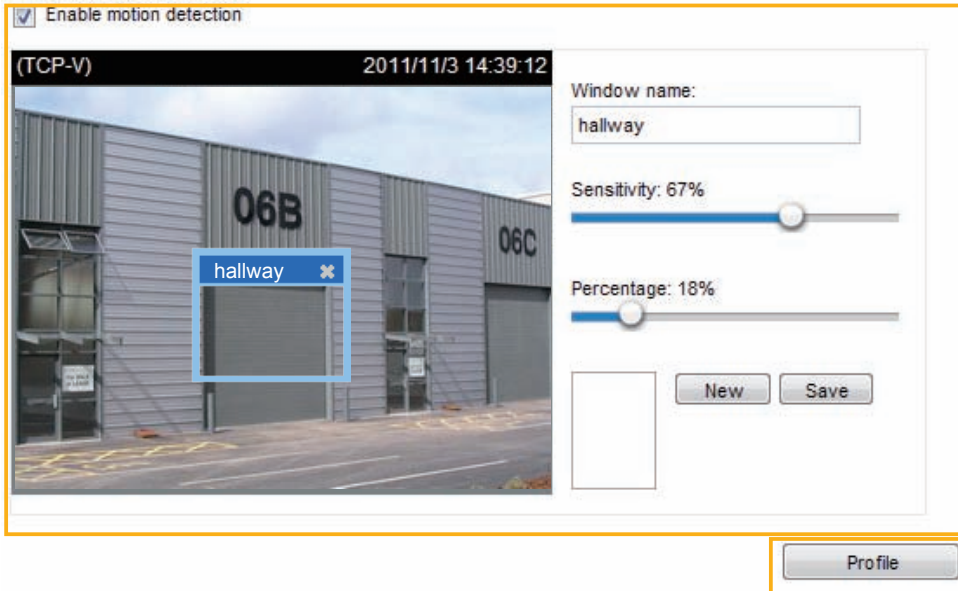 Enable motion detection
(TCP-V) 2011/11/3 14:39:12
Window name:
hallway
Sensitivity: 67%
06B
06C
hallway
Percentage: 18%
New Save
Profile